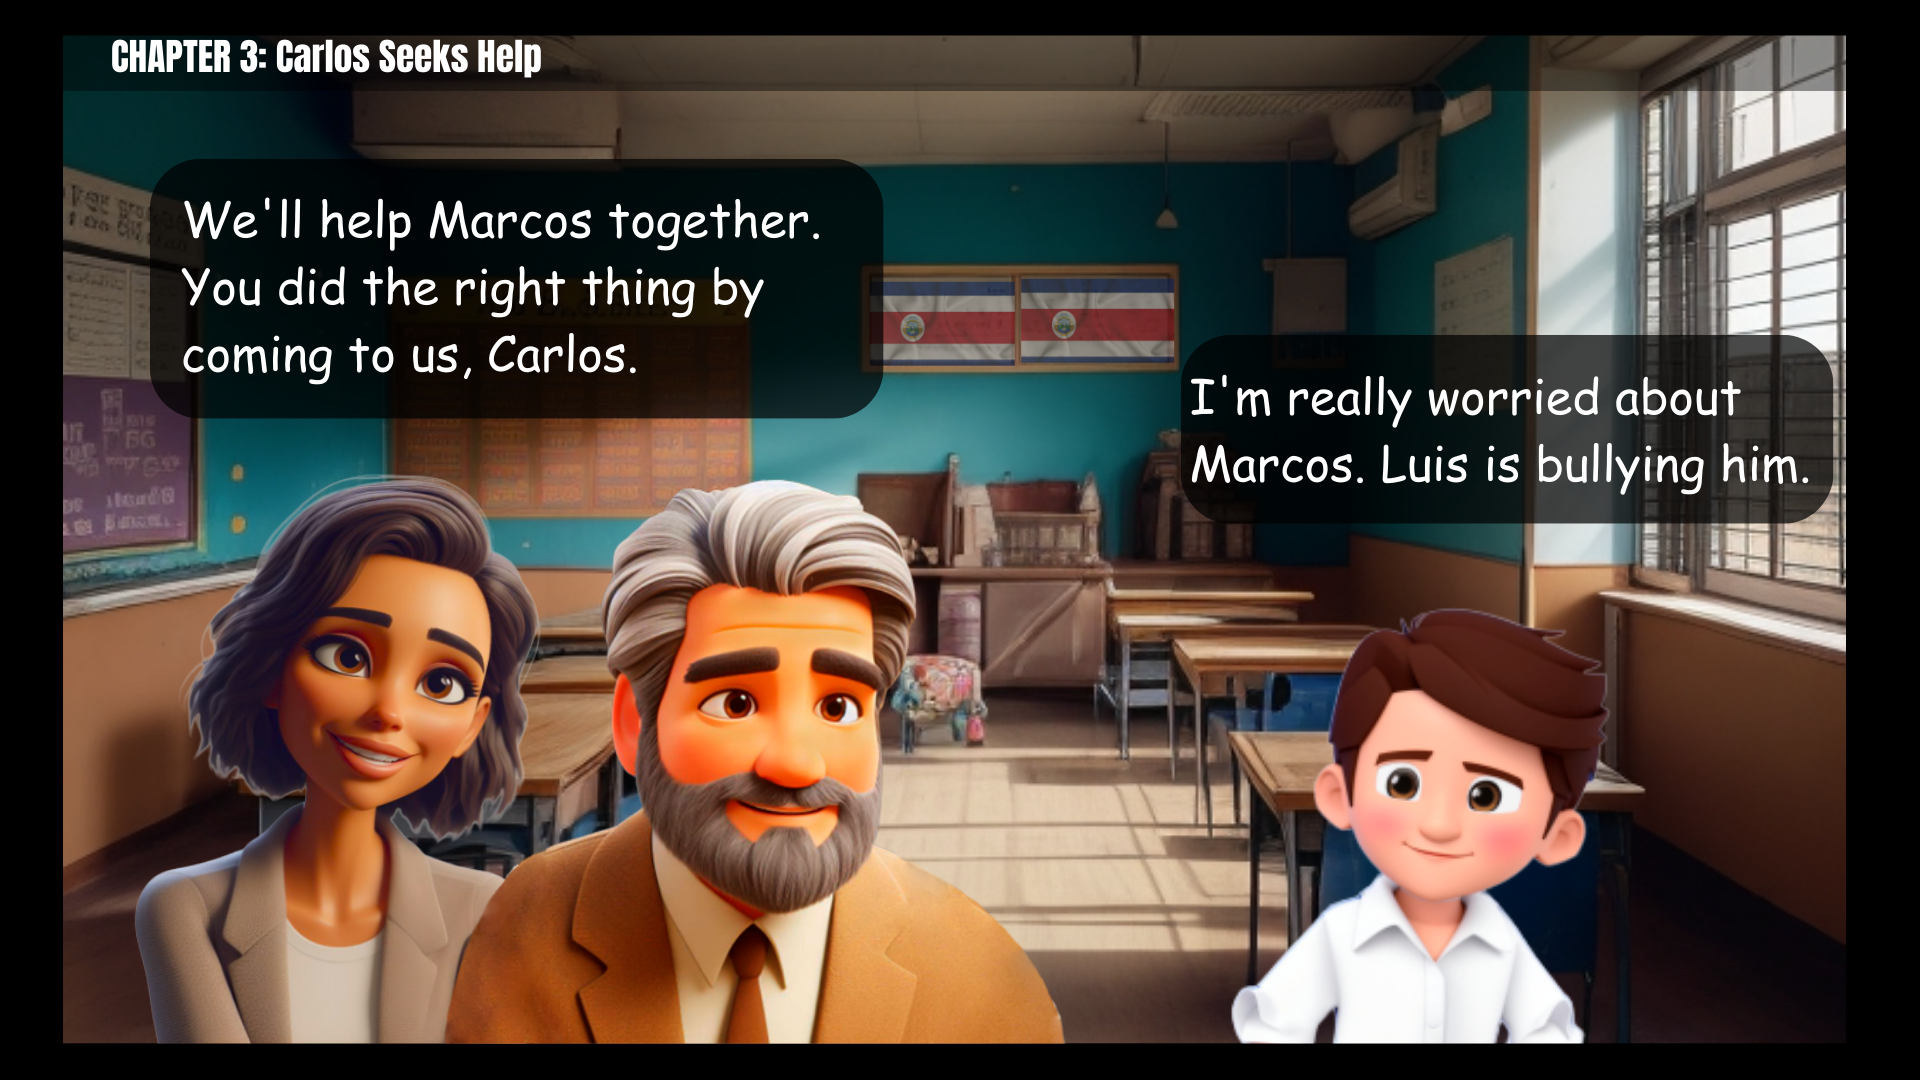 CHAPTER 3: Carlos Seeks Help
We'll help Marcos together.
You did the right thing by
coming to us, Carlos.
I'm really worried about
Marcos. Luis is bullying him.